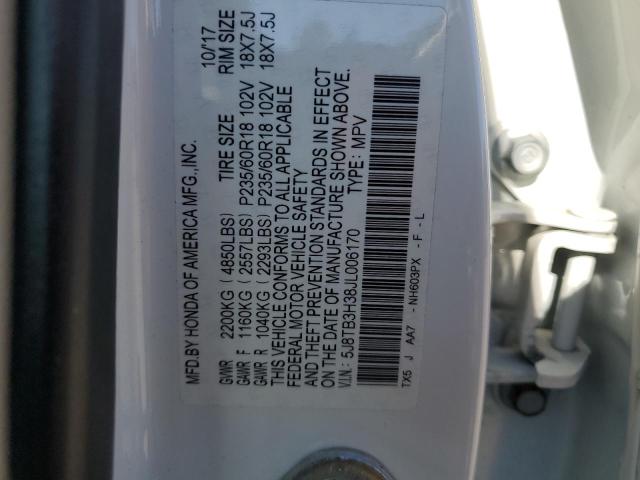 MFD.BY HONDA OF AMERICA MFG.,INC. 10/17
GVWR 2200KG ( 4850LBS) TIRE SIZE RIM SIZE
GAWR F 1160KG ( 2557LBS) P235/60R18 102V 18X7.5J
GAWR R 1040KG ( 2293LBS) P235/60R18 102V 18X7.5J
THIS VEHICLE CONFORMS TO ALL APPLICABLE
FEDERAL MOTOR VEHICLE SAFETY
AND THEFT PREVENTION STANDARDS IN EFFECT
ON THE DATE OF MANUFACTURE SHOWN ABOVE.
V.I.N.: 5J8TB3H38JL006170 TYPE: MPV
TX5 J AA7 - NH603PX - F - L